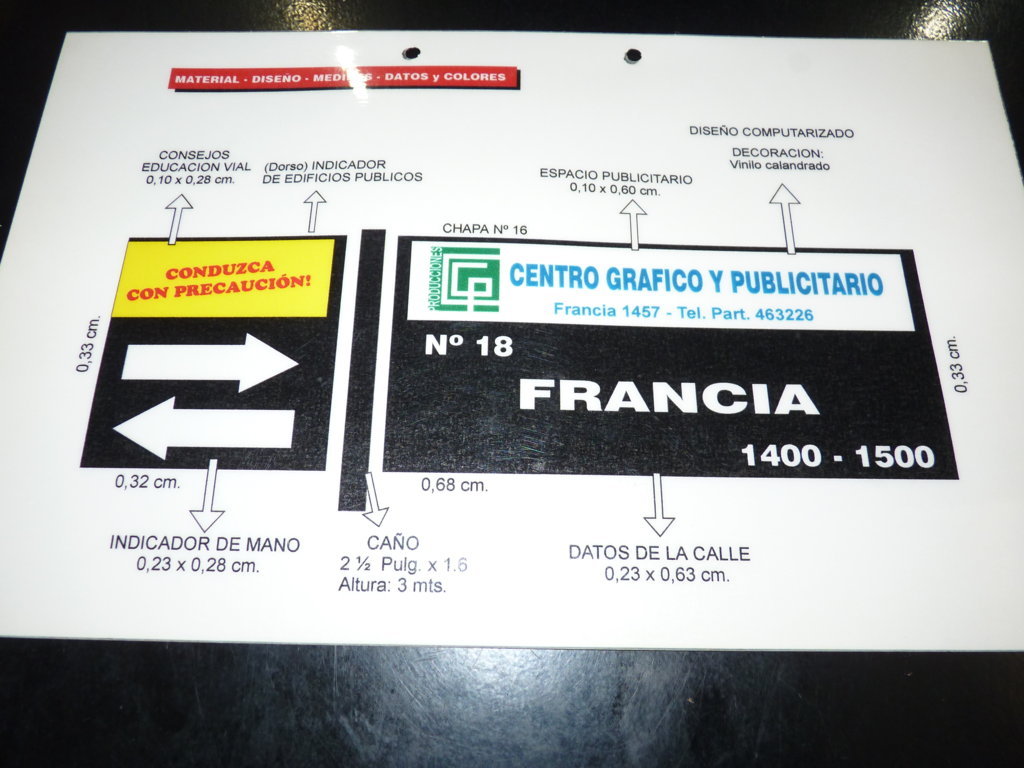 MATERIAL - DISEÑO - MEDIDAS - DATOS y COLORES
DISEÑO COMPUTARIZADO
DECORACION:
Vinilo calandrado
CONSEJOS
EDUCACION VIAL
0,10 x 0,28 cm.
(Dorso) INDICADOR
DE EDIFICIOS PUBLICOS
ESPACIO PUBLICITARIO
0,10 x 0,60 cm.
CHAPA Nº 16
CONDUZCA
CON PRECAUCIÓN!
PRODUCCIONES
CENTRO GRAFICO Y PUBLICITARIO
Francia 1457 - Tel. Part. 463226
0,33 cm.
Nº 18
FRANCIA
1400 - 1500
0,33 cm.
0,32 cm.
0,68 cm.
INDICADOR DE MANO
0,23 x 0,28 cm.
CAÑO
2 ½ Pulg. x 1.6
Altura: 3 mts.
DATOS DE LA CALLE
0,23 x 0,63 cm.